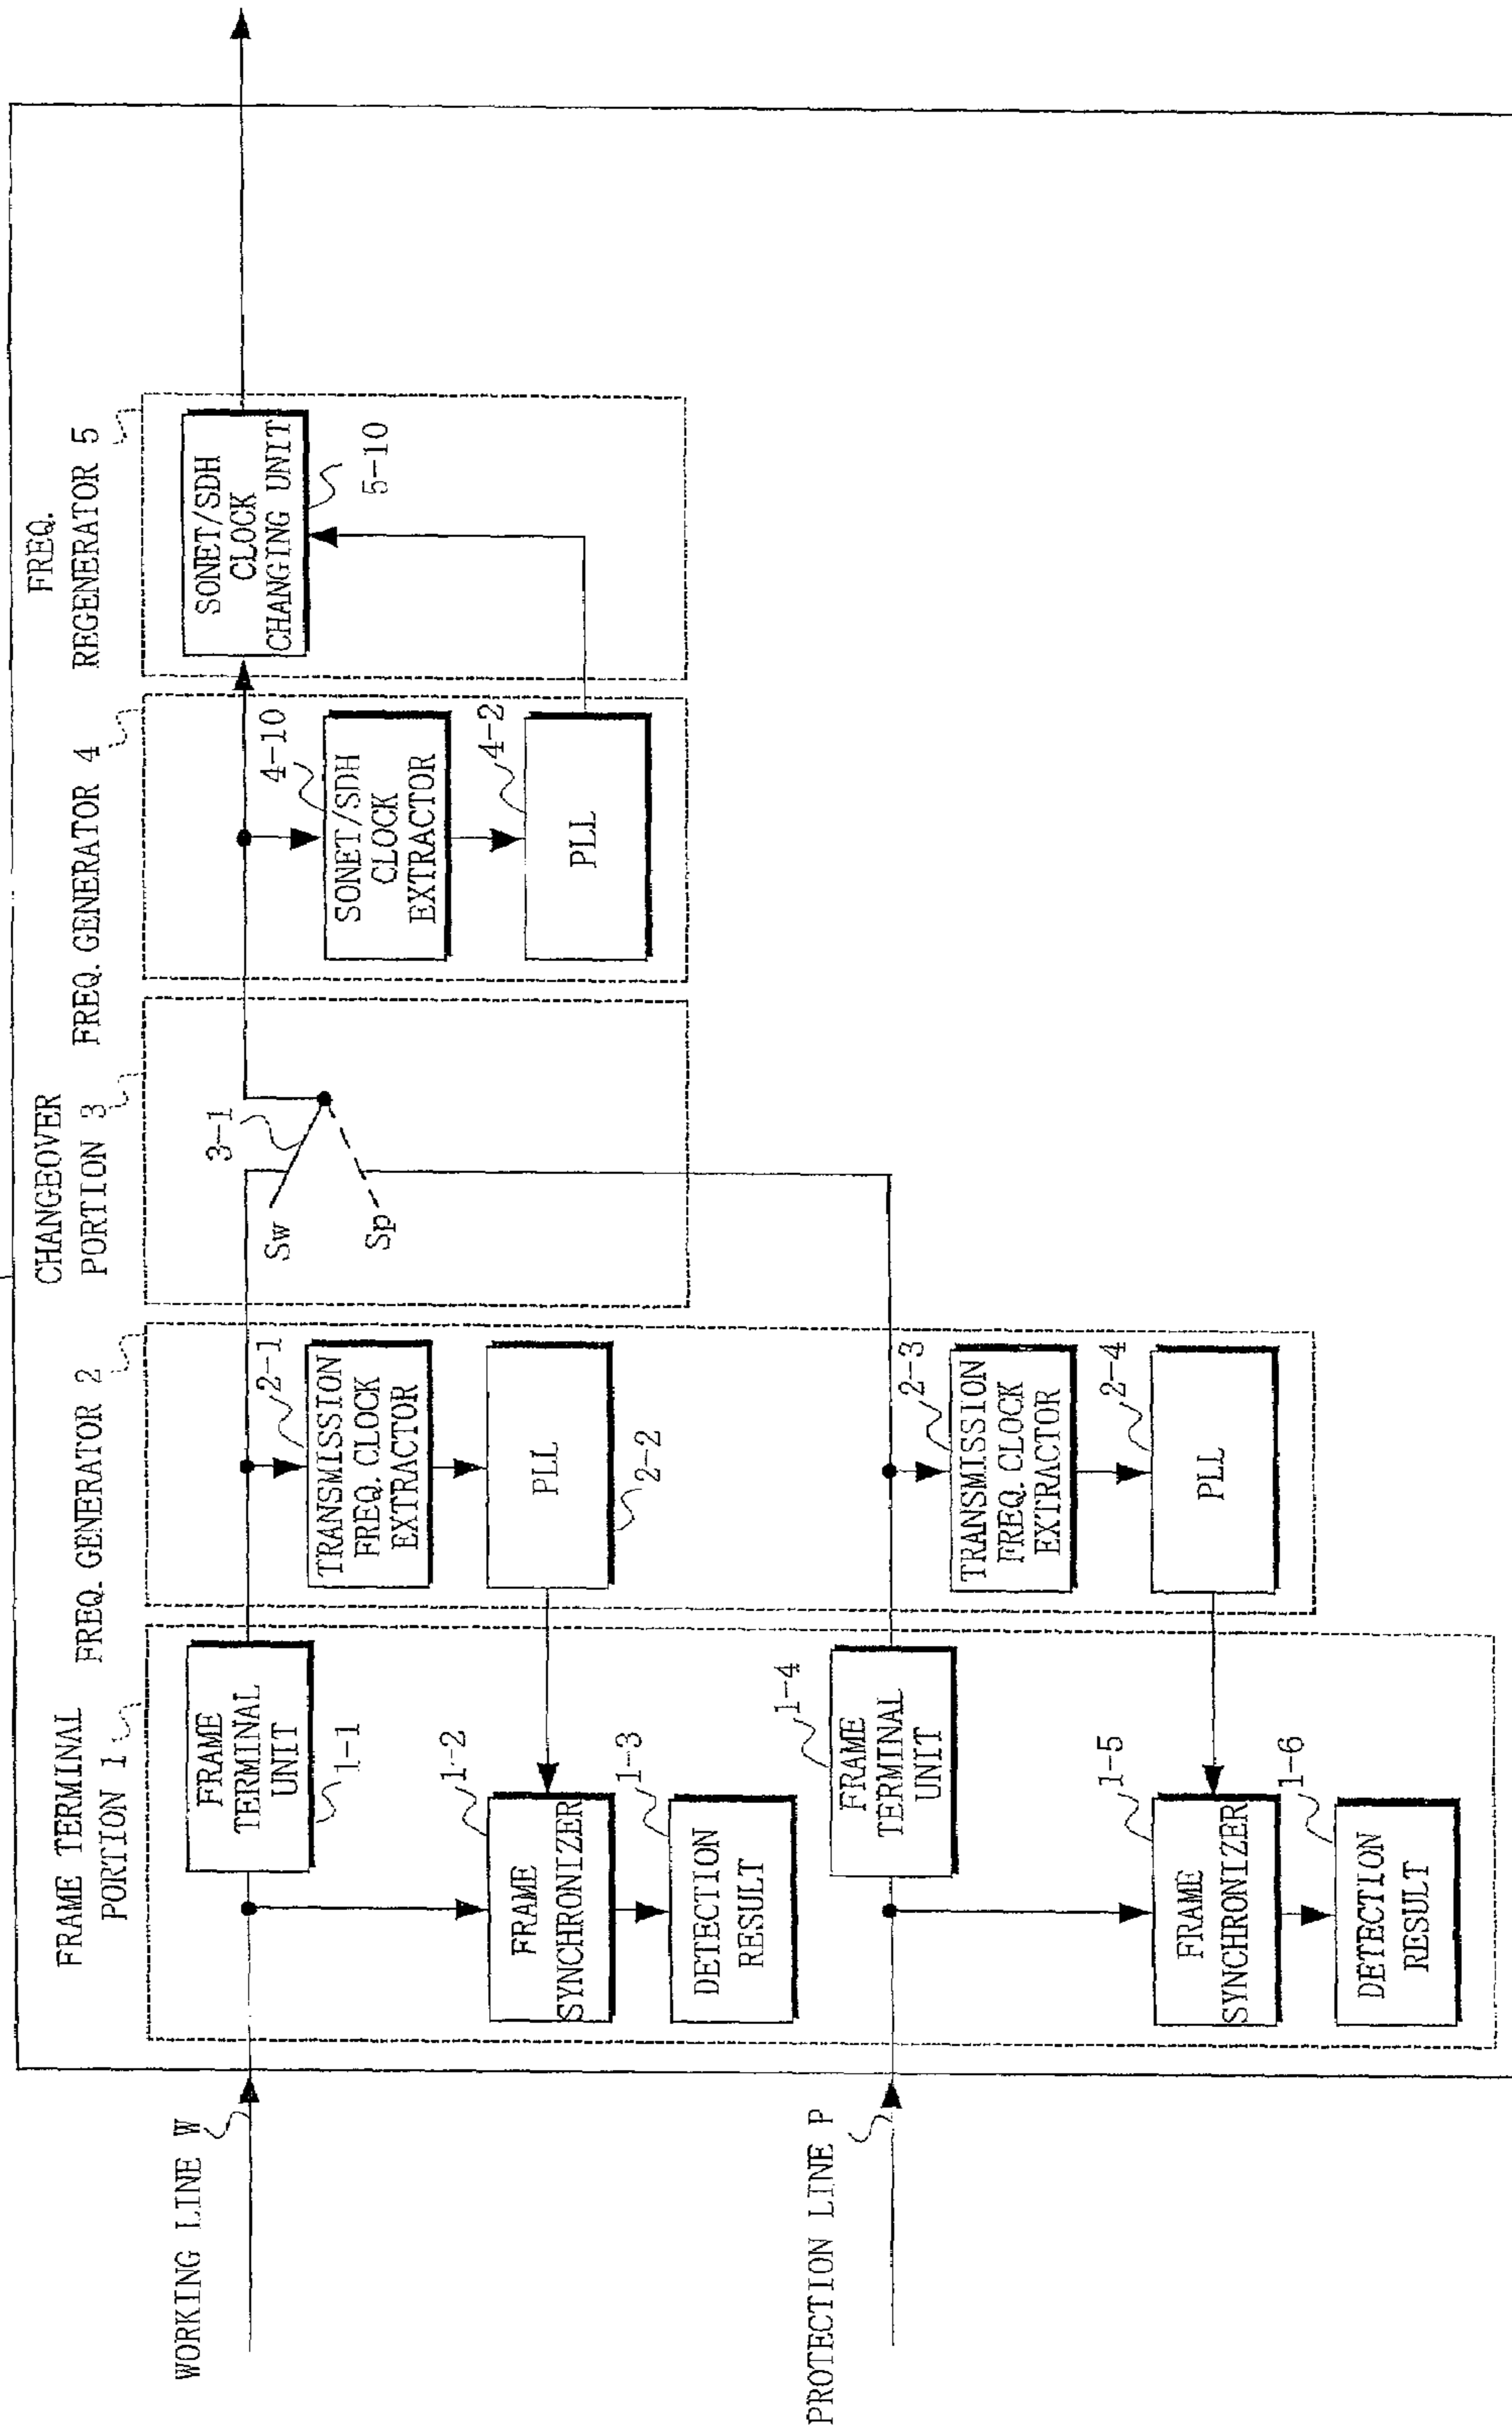 WORKING LINE W
PROTECTION LINE P
FRAME TERMINAL
PORTION 1
FRAME
TERMINAL
UNIT
1-1
FRAME
SYNCHRONIZER
1-2
DETECTION
RESULT
1-3
FRAME
TERMINAL
UNIT
1-4
FRAME
SYNCHRONIZER
1-5
DETECTION
RESULT
1-6
FREQ. GENERATOR 2
TRANSMISSION
FREQ. CLOCK
EXTRACTOR
2-1
PLL
2-2
TRANSMISSION
FREQ. CLOCK
EXTRACTOR
2-3
PLL
2-4
CHANGEOVER
PORTION 3
3-1
Sw
Sp
FREQ. GENERATOR 4
SONET/SDH
CLOCK
EXTRACTOR
4-10
PLL
4-2
FREQ.
REGENERATOR 5
SONET/SDH
CLOCK
CHANGING UNIT
5-10